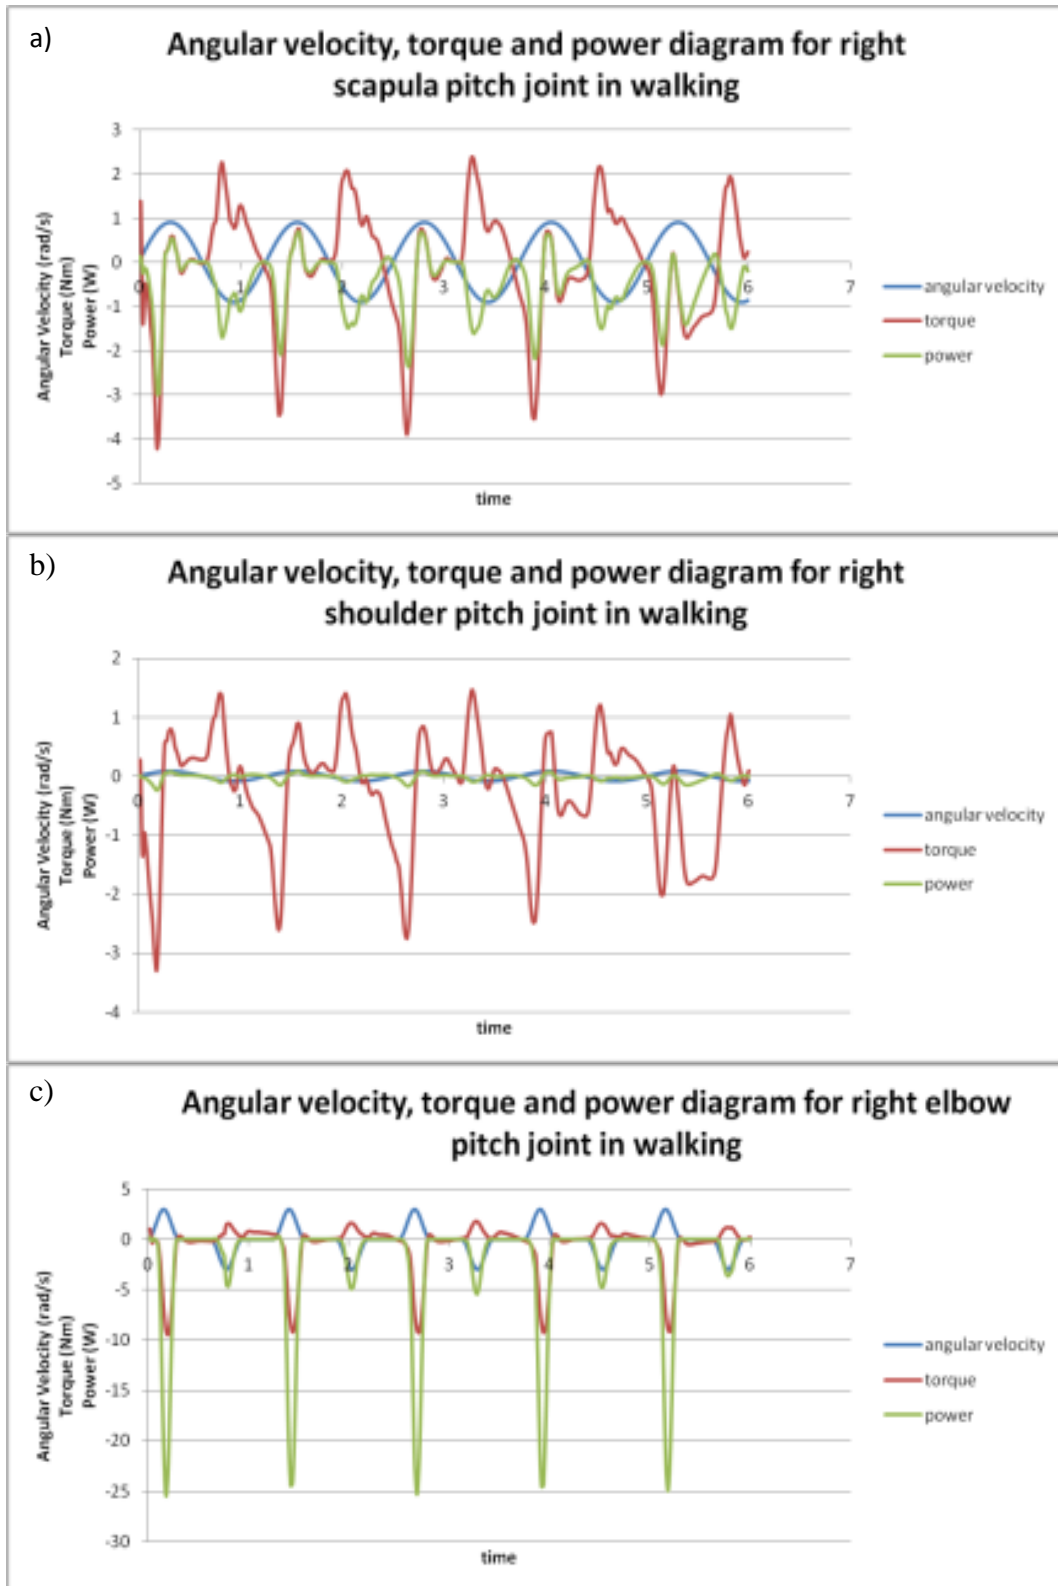 a)
Angular velocity, torque and power diagram for right
scapula pitch joint in walking
3
2
1
0
-1
-2
-3
-4
-5
0 1 2 3 4 5 6 7
Angular Velocity (rad/s)
Torque (Nm)
Power (W)
time
angular velocity
torque
power
b)
Angular velocity, torque and power diagram for right
shoulder pitch joint in walking
2
1
0
-1
-2
-3
-4
0 1 2 3 4 5 6 7
Angular Velocity (rad/s)
Torque (Nm)
Power (W)
time
angular velocity
torque
power
c)
Angular velocity, torque and power diagram for right elbow
pitch joint in walking
5
0
-5
-10
-15
-20
-25
-30
0 1 2 3 4 5 6 7
Angular Velocity (rad/s)
Torque (Nm)
Power (W)
time
angular velocity
torque
power